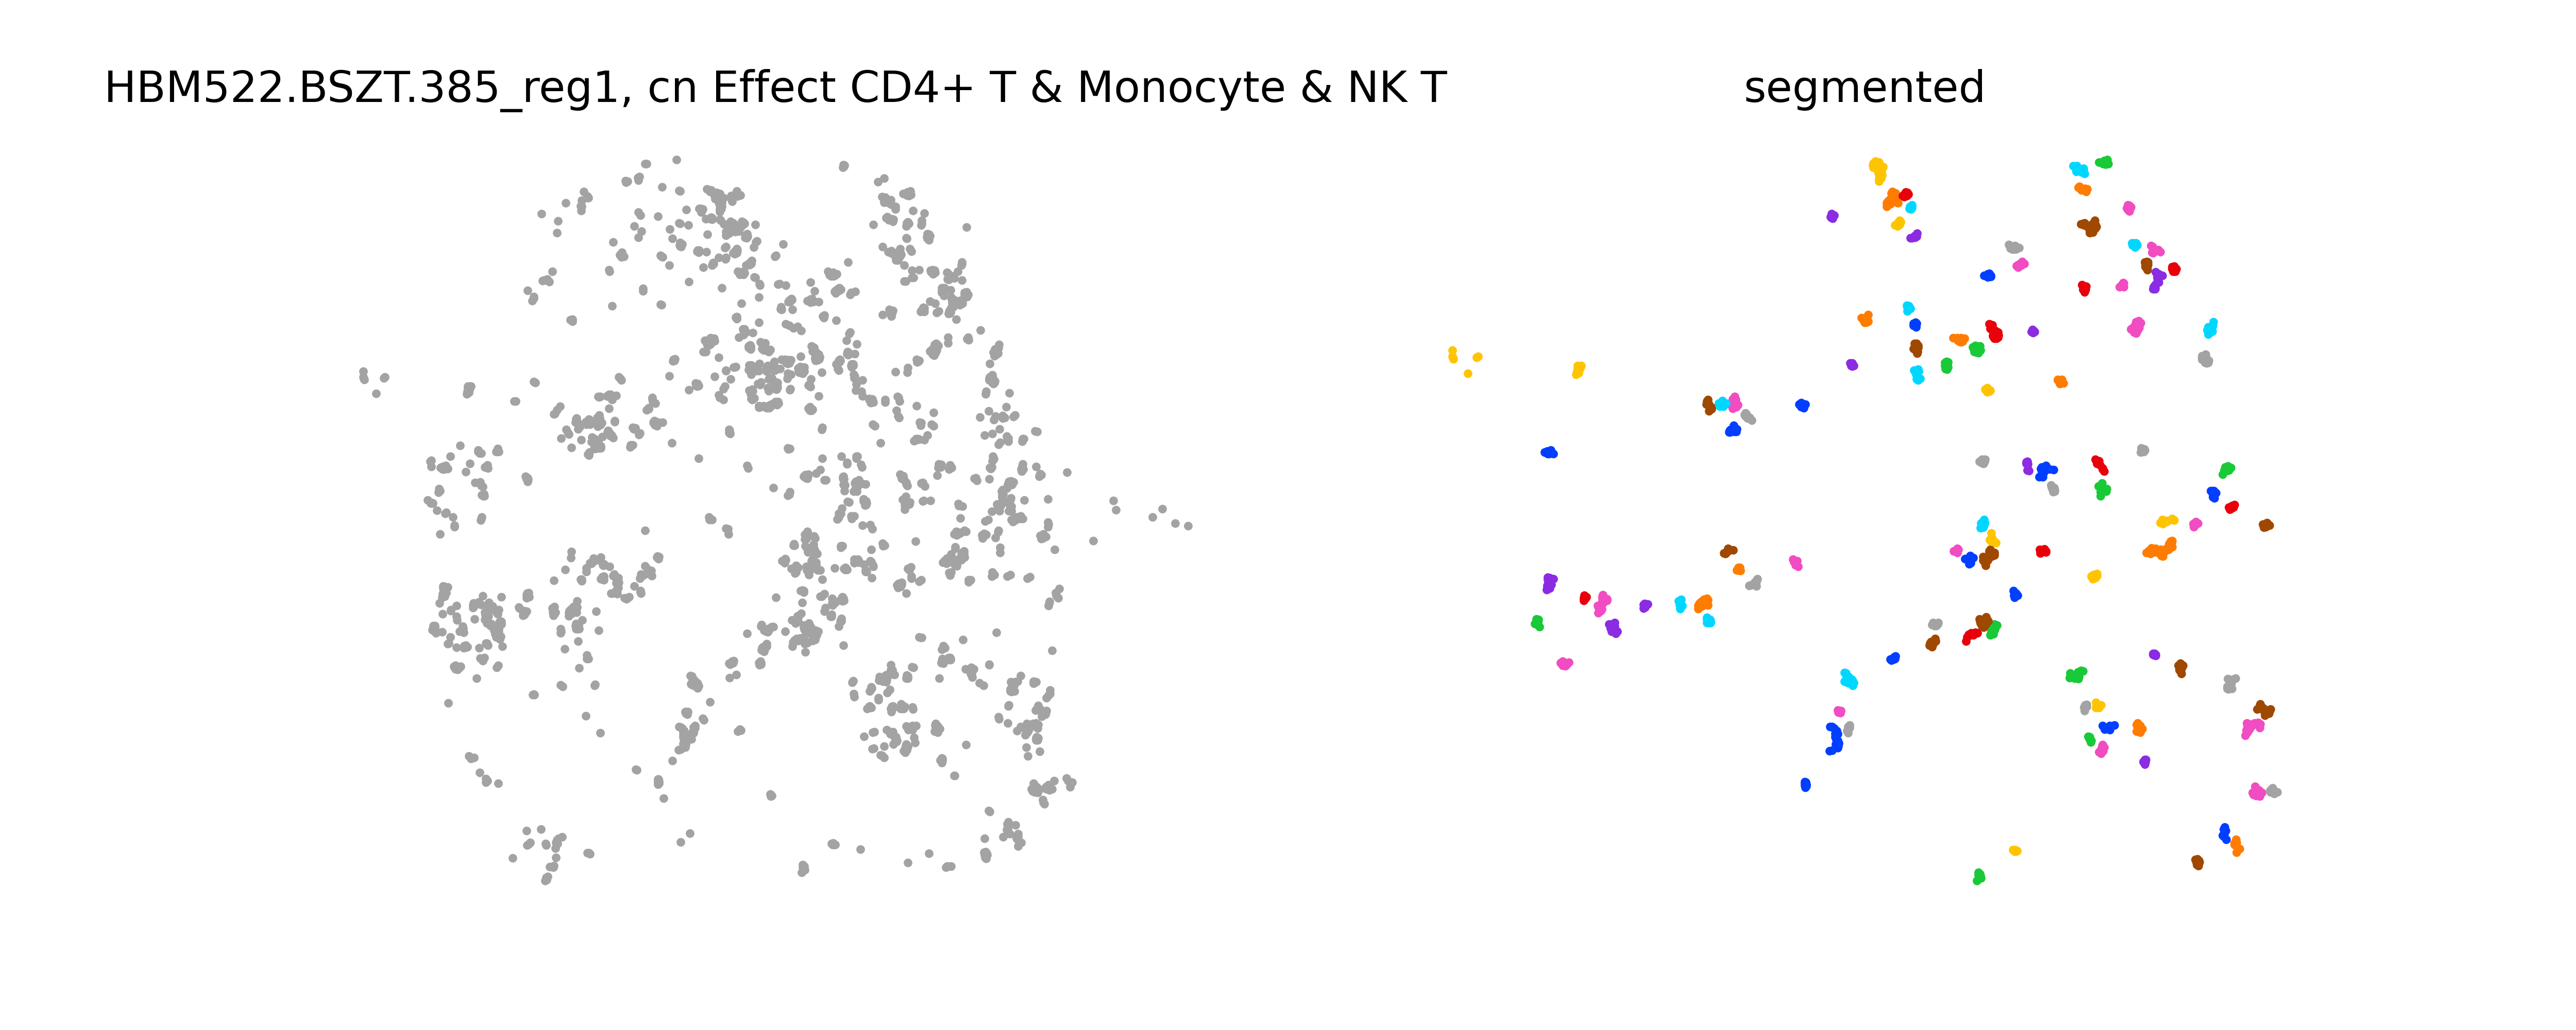 HBM522.BSZT.385_reg1, cn Effect CD4+ T & Monocyte & NK T
segmented